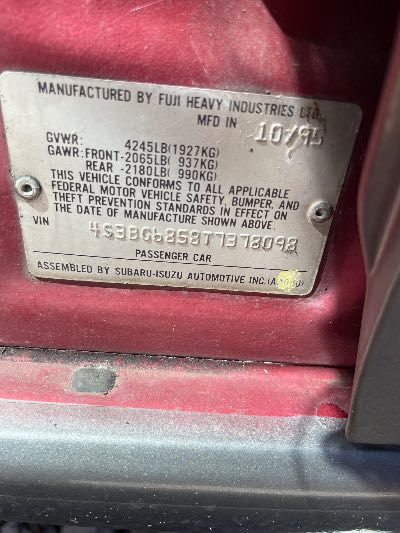 MANUFACTURED BY FUJI HEAVY INDUSTRIES LTD.
MFD IN 10/95
GVWR: 4245LB(1927KG)
GAWR: FRONT-2065LB( 937KG)
REAR -2180LB( 990KG)
THIS VEHICLE CONFORMS TO ALL APPLICABLE
FEDERAL MOTOR VEHICLE SAFETY, BUMPER, AND
THEFT PREVENTION STANDARDS IN EFFECT ON
THE DATE OF MANUFACTURE SHOWN ABOVE.
VIN 4S3BG6858T7378098
PASSENGER CAR
ASSEMBLED BY SUBARU-ISUZU AUTOMOTIVE INC.